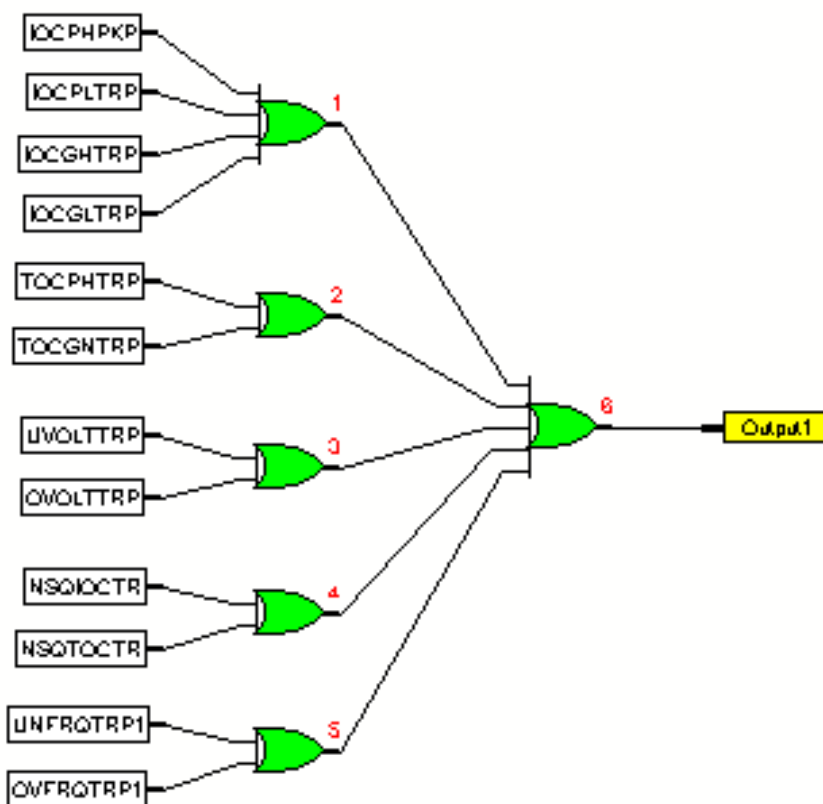 IOCPHPKP
IOCPLTRP
IOCGHTRP
IOCGLTRP
1
TOCPHTRP
TOCGNTRP
2
UVOLTTRP
OVOLTTRP
3
NSQIOCTR
NSQTOCTR
4
UNFRQTRP1
OVFRQTRP1
5
6
Output1